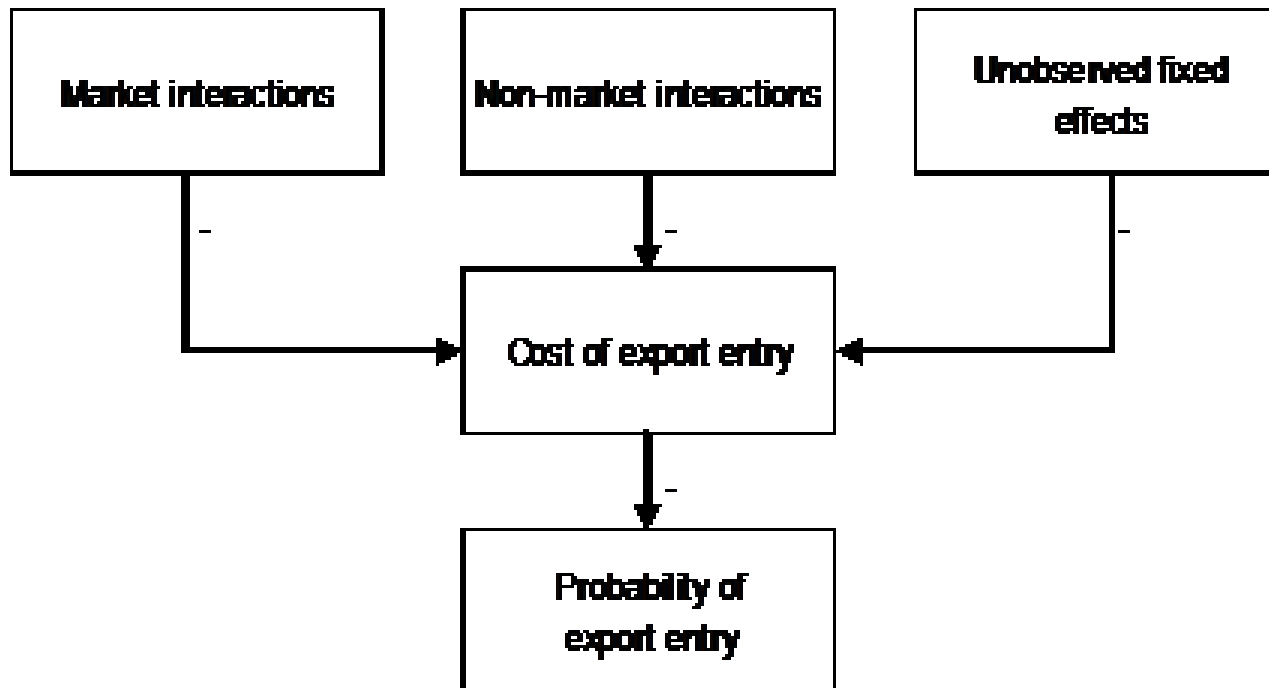 Market interactions
Non-market interactions
Unobserved fixed
effects
-
-
-
Cost of export entry
-
Probability of
export entry